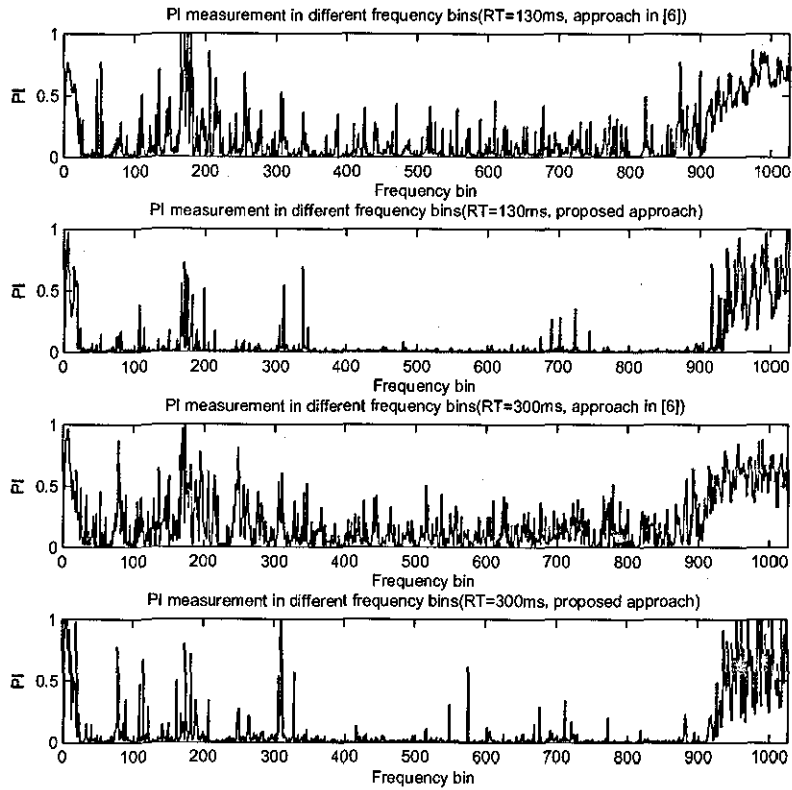 PI measurement in different frequency bins(RT=130ms, approach in [6])
1
0.5
0
PI
0 100 200 300 400 500 600 700 800 900 1000
Frequency bin
PI measurement in different frequency bins(RT=130ms, proposed approach)
1
0.5
0
PI
0 100 200 300 400 500 600 700 800 900 1000
Frequency bin
PI measurement in different frequency bins(RT=300ms, approach in [6])
1
0.5
0
PI
0 100 200 300 400 500 600 700 800 900 1000
Frequency bin
PI measurement in different frequency bins(RT=300ms, proposed approach)
1
0.5
0
PI
0 100 200 300 400 500 600 700 800 900 1000
Frequency bin